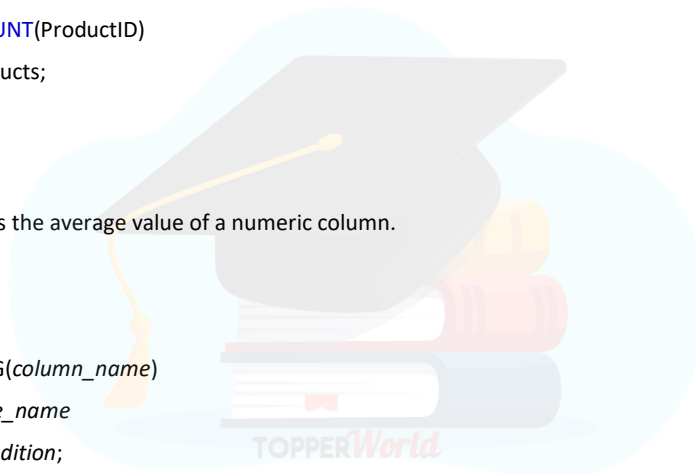 UNT(ProductID)
ucts;
s the average value of a numeric column.
G(column_name)
e_name
dition;
TOPPERWorld